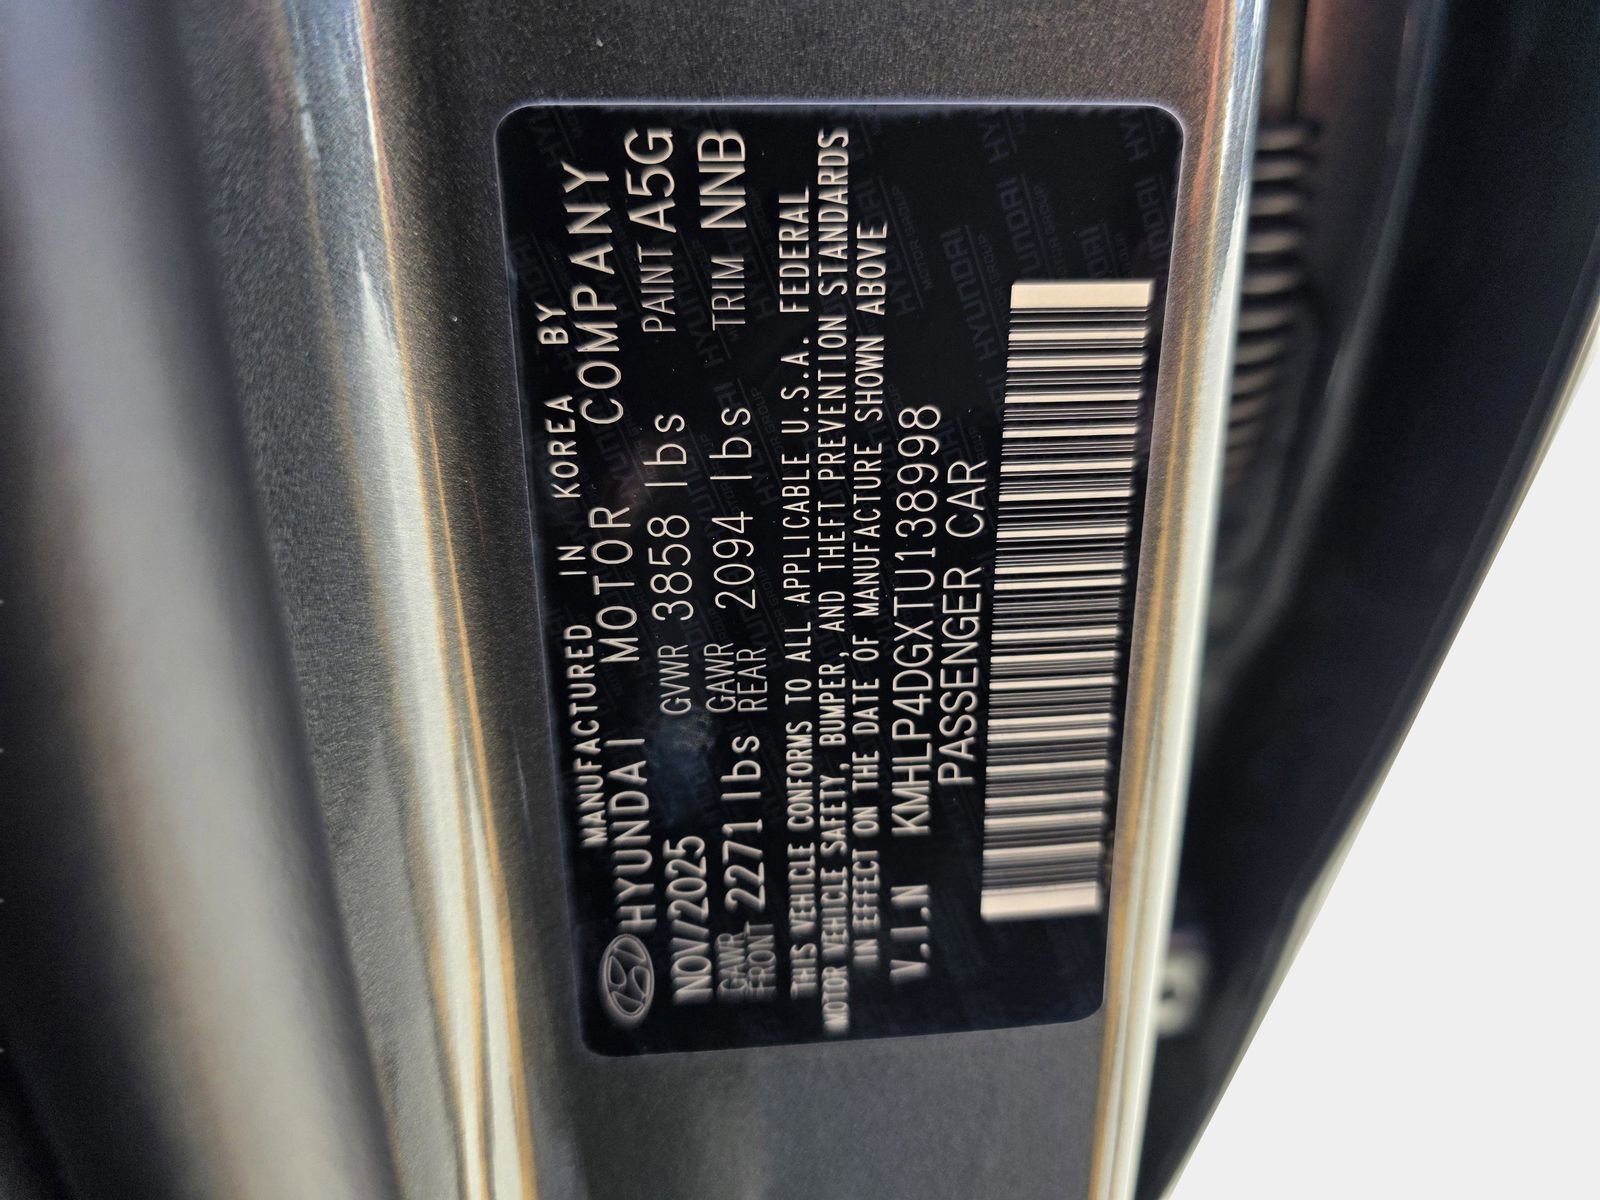 MANUFACTURED IN KOREA BY
HYUNDAI MOTOR COMPANY
NOV/2025 GVWR 3858 lbs PAINT A5G
GAWR FRONT 2271 lbs GAWR REAR 2094 lbs TRIM NNB
THIS VEHICLE CONFORMS TO ALL APPLICABLE U.S.A. FEDERAL
MOTOR VEHICLE SAFETY, BUMPER, AND THEFT PREVENTION STANDARDS
IN EFFECT ON THE DATE OF MANUFACTURE SHOWN ABOVE
V.I.N KMHLP4DGXTU138998
PASSENGER CAR